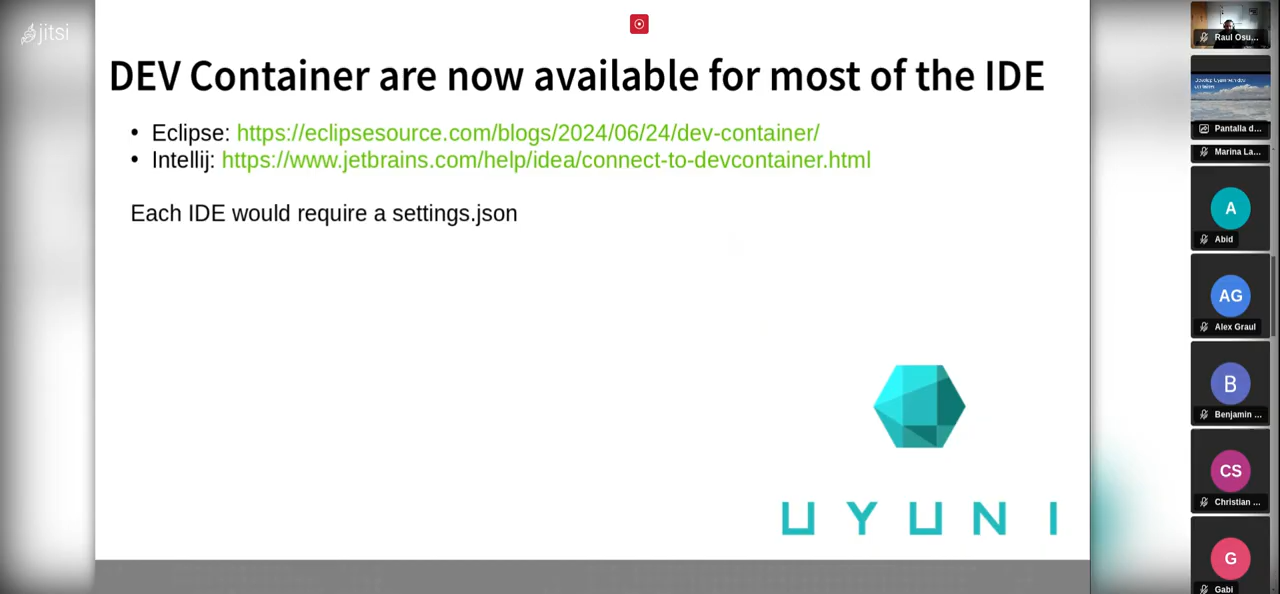 jitsi
DEV Container are now available for most of the IDE
• Eclipse: https://eclipsesource.com/blogs/2024/06/24/dev-container/
• Intellij: https://www.jetbrains.com/help/idea/connect-to-devcontainer.html
Each IDE would require a settings.json
UYUNI
Raul Osu...
Pantalla d...
Marina La...
A
Abid
AG
Alex Graul
B
Benjamin ...
CS
Christian ...
G
Gabi